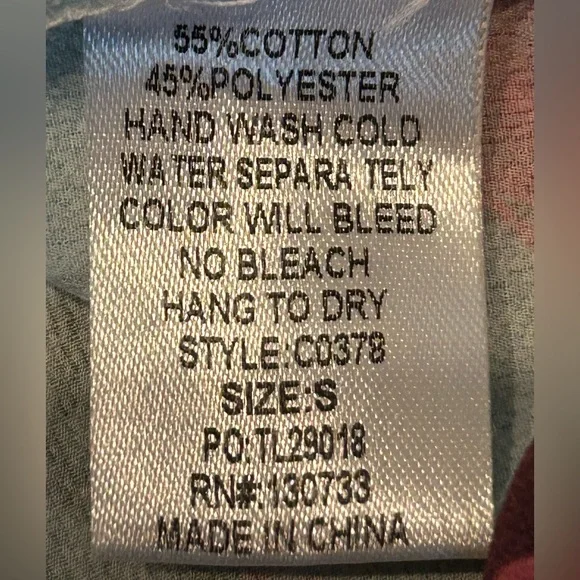 55%COTTON
45%POLYESTER
HAND WASH COLD
WATER SEPARA TELY
COLOR WILL BLEED
NO BLEACH
HANG TO DRY
STYLE:C0378
SIZE:S
PO:TL29018
RN#:130733
MADE IN CHINA